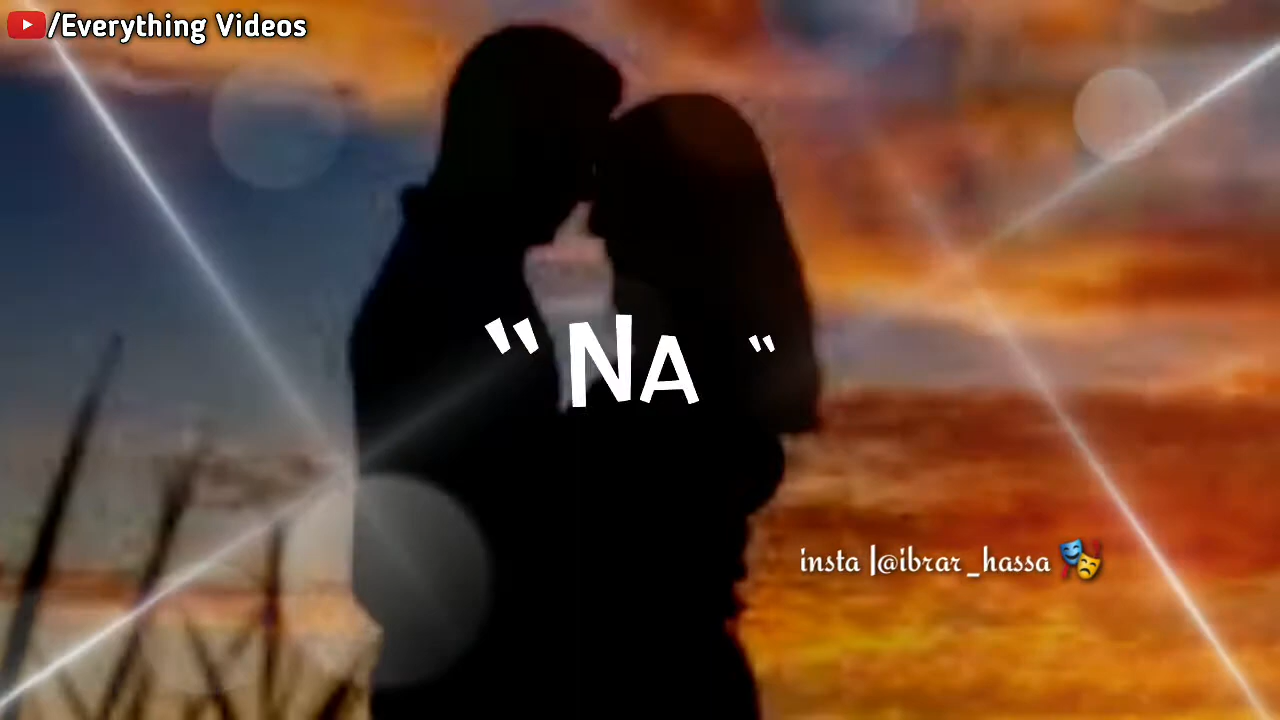 /Everything Videos
“ NA “
insta |@ibrar_hassa